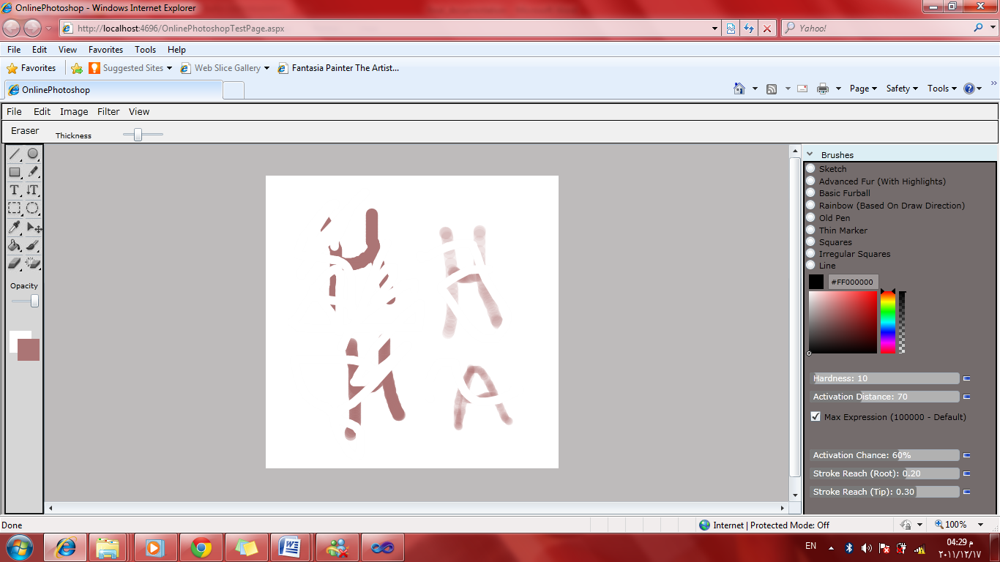 OnlinePhotoshop - Windows Internet Explorer
http://localhost:4696/OnlinePhotoshopTestPage.aspx
Yahoo!
File Edit View Favorites Tools Help
Favorites Suggested Sites Web Slice Gallery Fantasia Painter The Artist...
OnlinePhotoshop Page Safety Tools
File Edit Image Filter View
Eraser Thickness
Brushes
Sketch
Advanced Fur (With Highlights)
Basic Furball
Rainbow (Based On Draw Direction)
Old Pen
Thin Marker
Squares
Irregular Squares
Line
T T
Opacity
#FF000000
Hardness: 10
Activation Distance: 70
Max Expression (100000 - Default)
Activation Chance: 60%
Stroke Reach (Root): 0.20
Stroke Reach (Tip): 0.30
Done Internet | Protected Mode: Off 100%
EN 04:29 م
٢٠١١/١٢/١٧